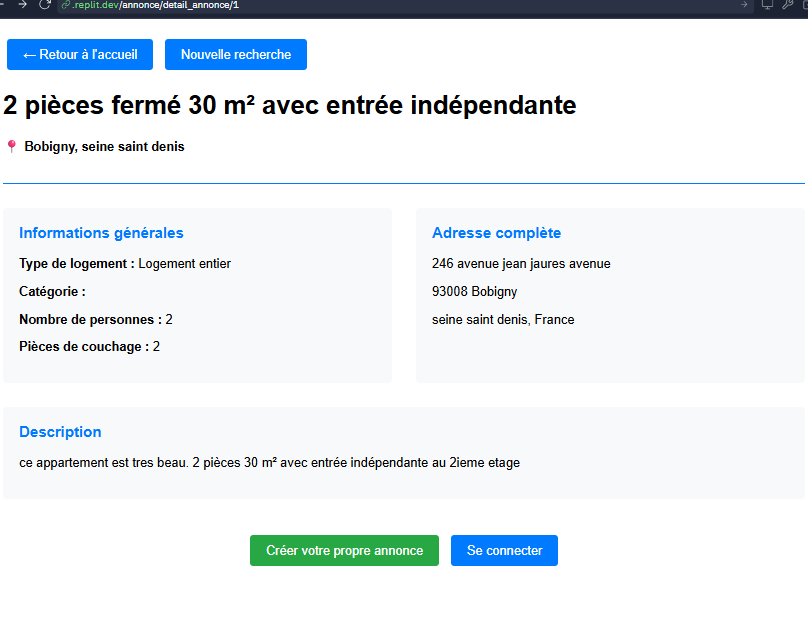 .replit.dev/annonce/detail_annonce/1
← Retour à l'accueil
Nouvelle recherche
2 pièces fermé 30 m² avec entrée indépendante
📍 Bobigny, seine saint denis
Informations générales
Type de logement : Logement entier
Catégorie :
Nombre de personnes : 2
Pièces de couchage : 2
Adresse complète
246 avenue jean jaures avenue
93008 Bobigny
seine saint denis, France
Description
ce appartement est tres beau. 2 pièces 30 m² avec entrée indépendante au 2ieme etage
Créer votre propre annonce
Se connecter